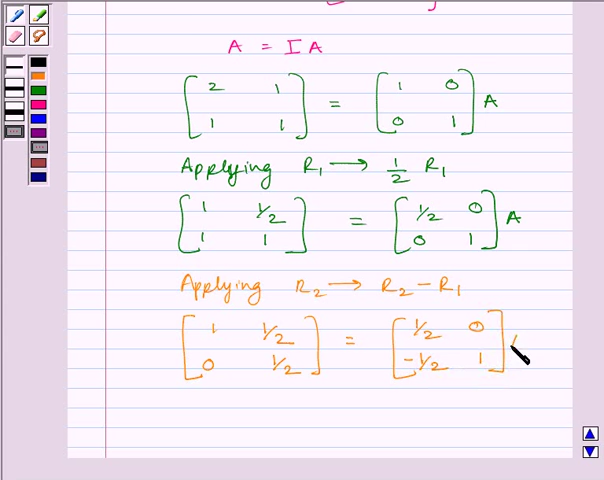 A = I A
[2 1; 1 1] = [1 0; 0 1] A
Applying R₁ → 1/2 R₁
[1 1/2; 1 1] = [1/2 0; 0 1] A
Applying R₂ → R₂ − R₁
[1 1/2; 0 1/2] = [1/2 0; −1/2 1]